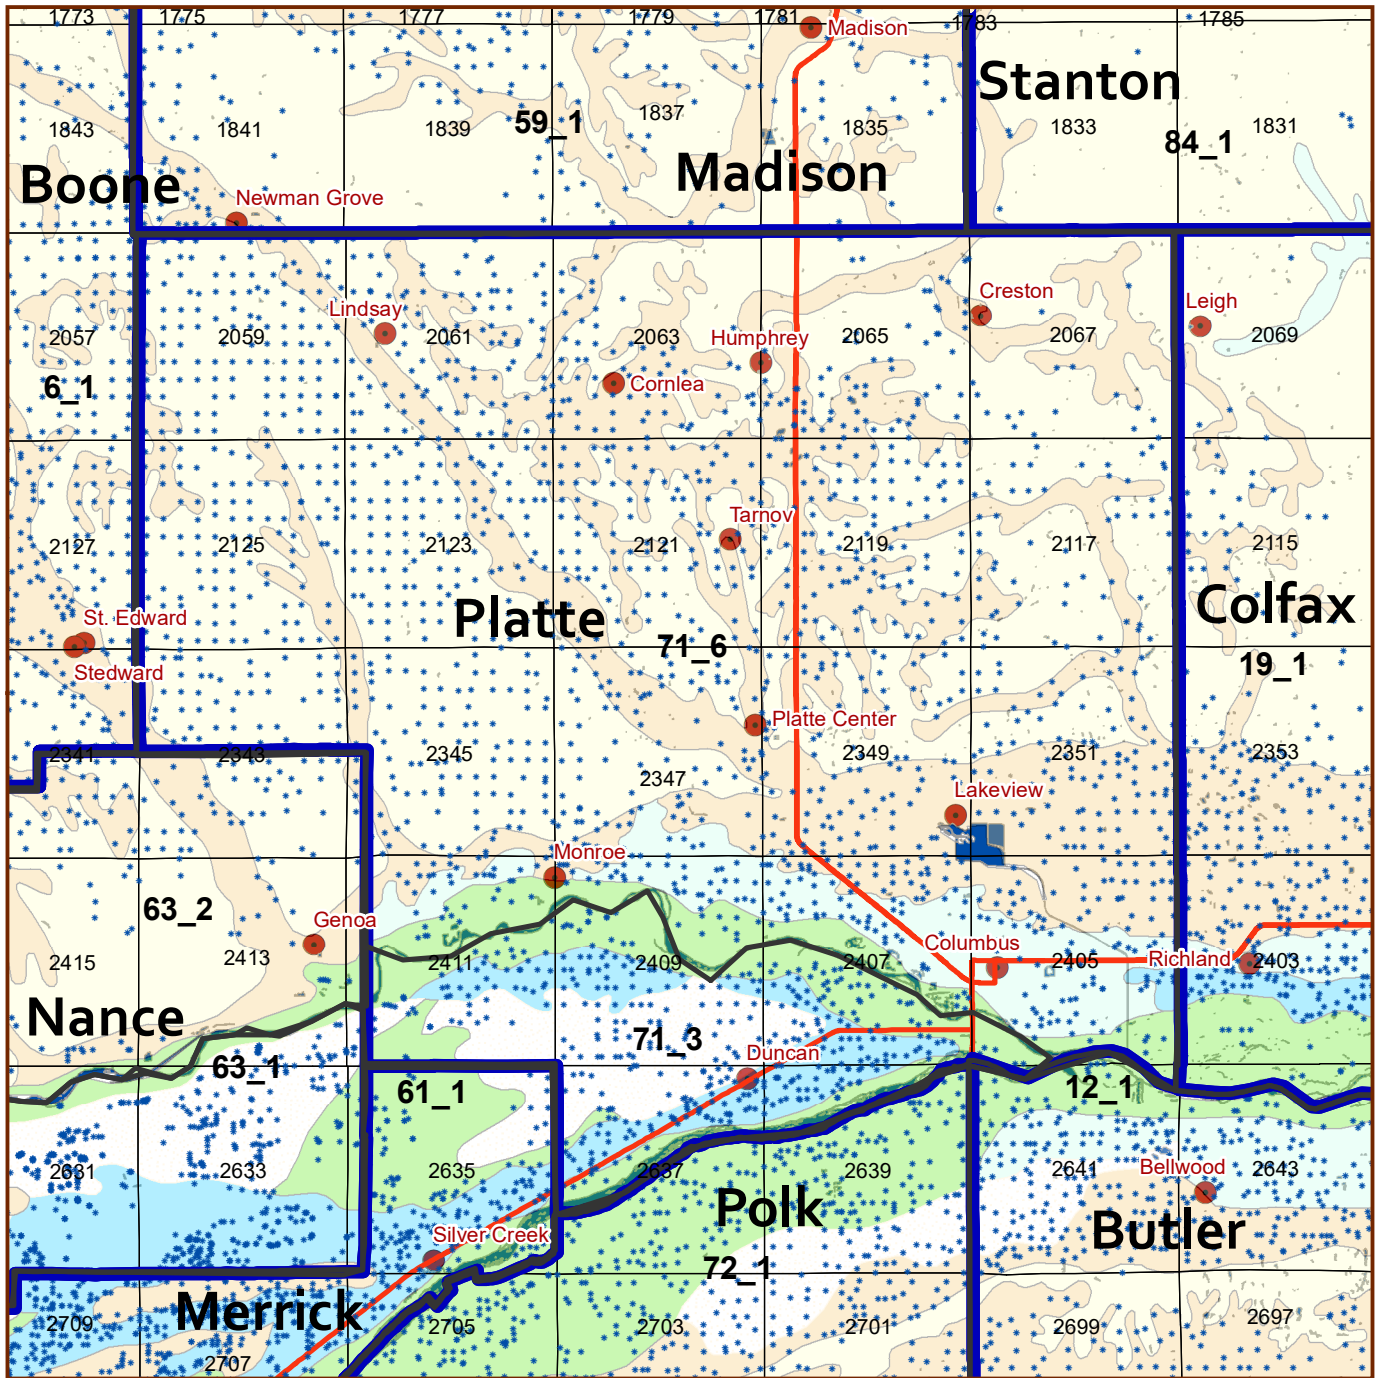 1773 1775 1777 1779 1781 1783 1785
Madison
Stanton
1843 1841 1839 59_1 1837 1835 1833 84_1 1831
Boone Madison
Newman Grove
Creston Leigh
Lindsay
2057 2059 2061 2063 Humphrey 2065 2067 2069
6_1 Cornlea
Tarnov
2127 2125 2123 2121 2119 2117 2115
St. Edward Platte Colfax
71_6
Stedward 19_1
Platte Center
2341 2343 2345 2347 2349 2351 2353
Lakeview
Monroe
63_2
Genoa
Columbus
2415 2413 2411 2409 2407 2405 Richland 2403
Nance
71_3
63_1 Duncan
61_1 12_1
2631 2633 2635 2637 2639 2641 Bellwood 2643
Polk
Silver Creek Butler
72_1
Merrick
2709 2707 2705 2703 2701 2699 2697